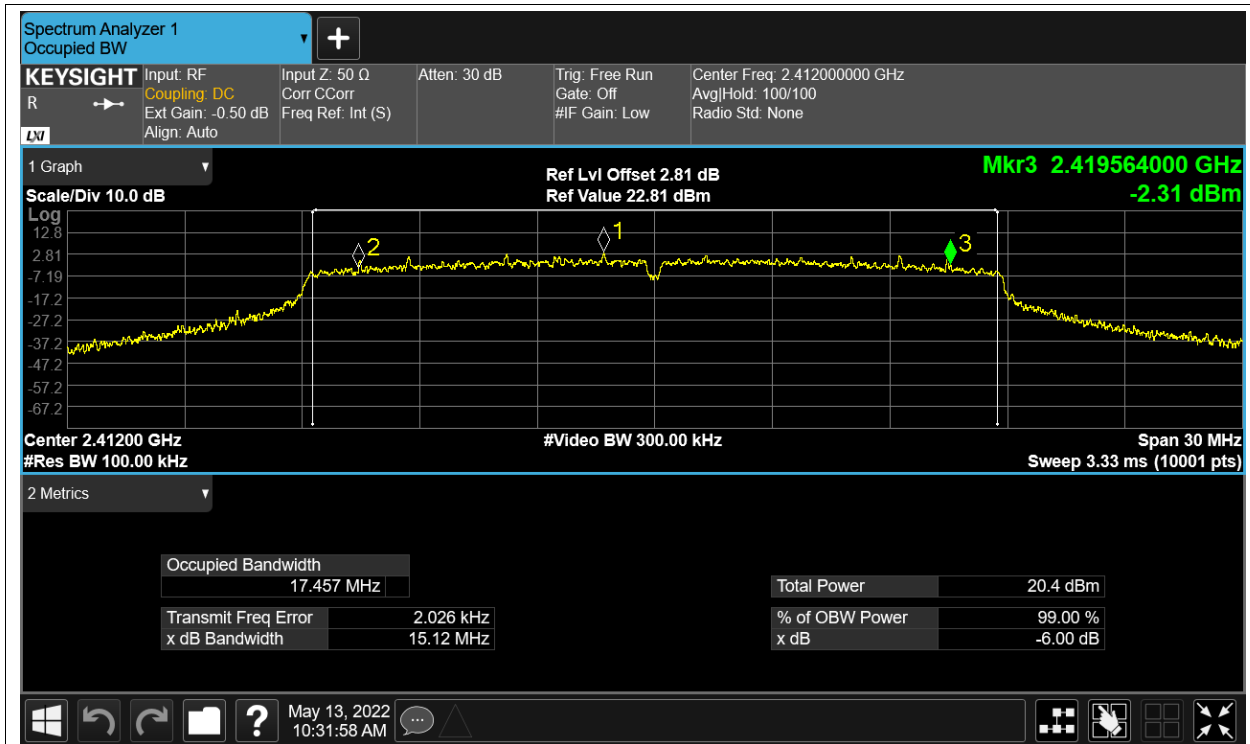 Spectrum Analyzer 1
Occupied BW
KEYSIGHT
R
LXI
Input: RF
Coupling: DC
Ext Gain: -0.50 dB
Align: Auto
Input Z: 50 Ω
Corr CCorr
Freq Ref: Int (S)
Atten: 30 dB
Trig: Free Run
Gate: Off
#IF Gain: Low
Center Freq: 2.412000000 GHz
Avg|Hold: 100/100
Radio Std: None
1 Graph
Scale/Div 10.0 dB
Ref Lvl Offset 2.81 dB
Ref Value 22.81 dBm
Mkr3 2.419564000 GHz
-2.31 dBm
Log
12.8
2.81
-7.19
-17.2
-27.2
-37.2
-47.2
-57.2
-67.2
2
1
3
Center 2.41200 GHz
#Res BW 100.00 kHz
#Video BW 300.00 kHz
Span 30 MHz
Sweep 3.33 ms (10001 pts)
2 Metrics
Occupied Bandwidth
17.457 MHz
Transmit Freq Error 2.026 kHz
x dB Bandwidth 15.12 MHz
Total Power 20.4 dBm
% of OBW Power 99.00 %
x dB -6.00 dB
?
May 13, 2022
10:31:58 AM